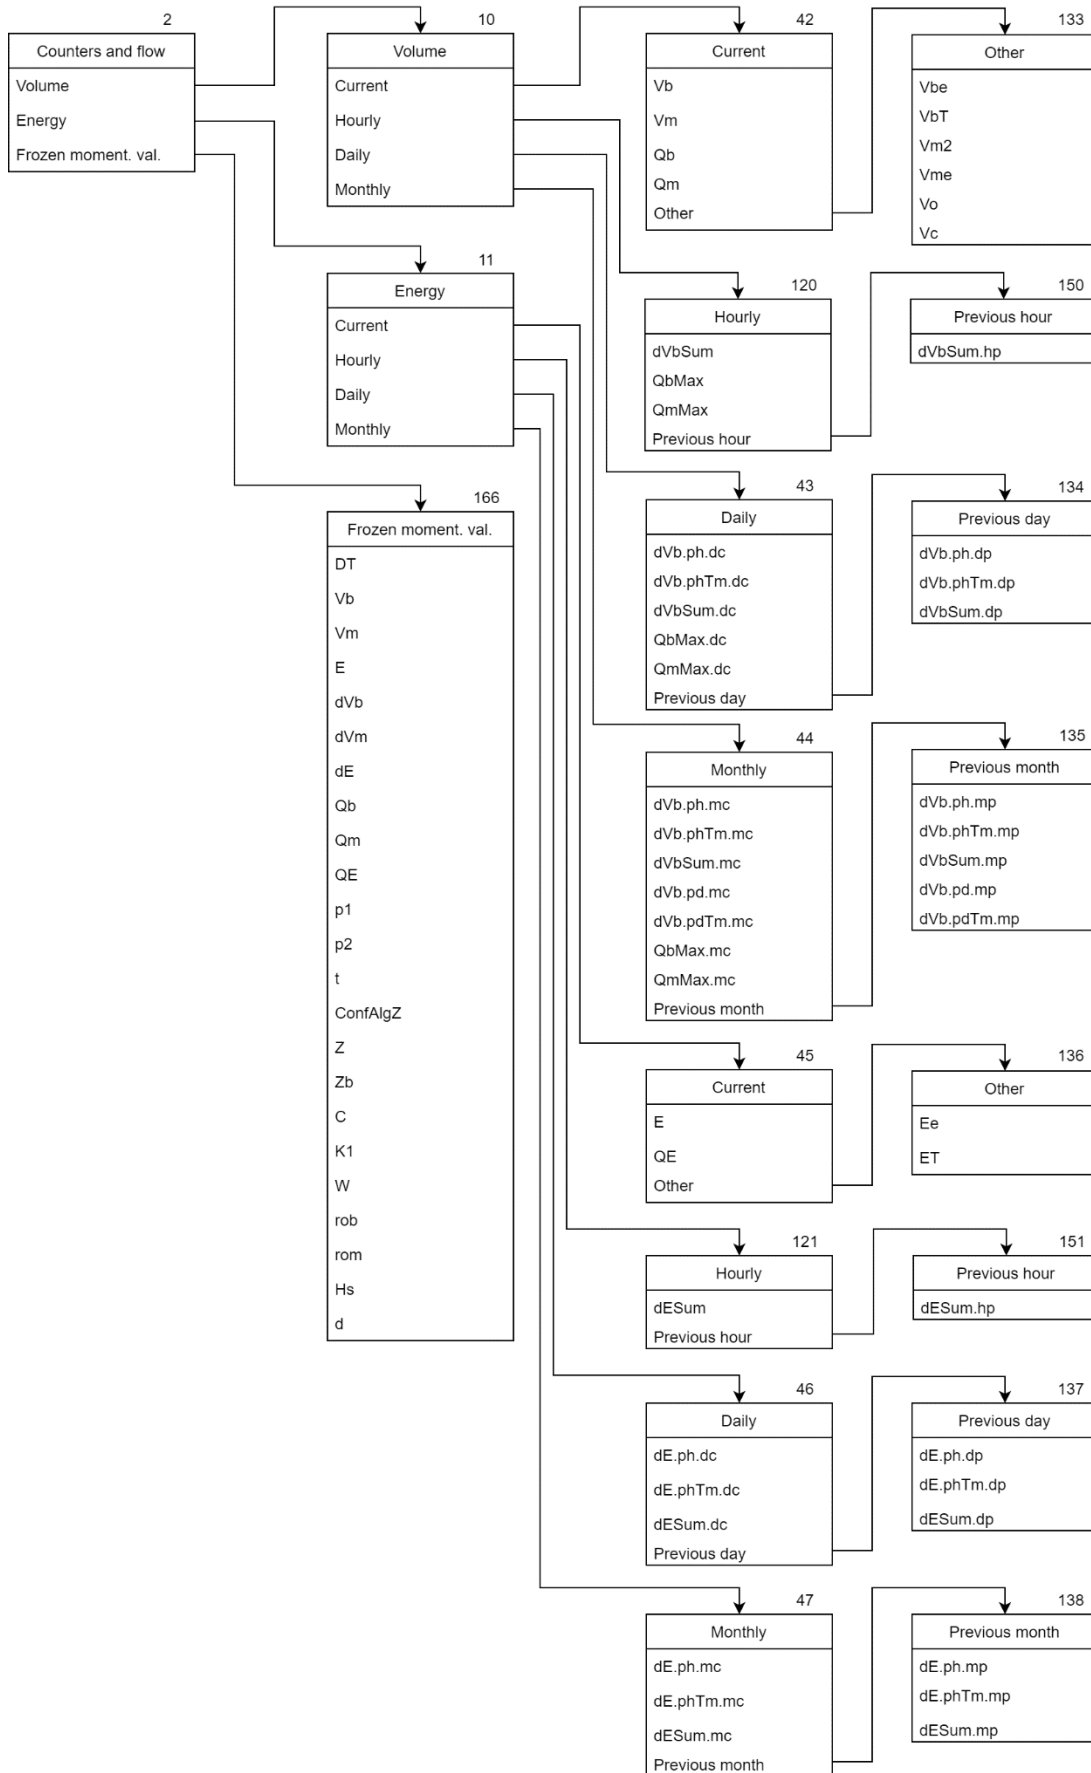 2
Counters and flow
Volume
Energy
Frozen moment. val.
10
Volume
Current
Hourly
Daily
Monthly
11
Energy
Current
Hourly
Daily
Monthly
166
Frozen moment. val.
DT
Vb
Vm
E
dVb
dVm
dE
Qb
Qm
QE
p1
p2
t
ConfAlgZ
Z
Zb
C
K1
W
rob
rom
Hs
d
42
Current
Vb
Vm
Qb
Qm
Other
133
Other
Vbe
VbT
Vm2
Vme
Vo
Vc
120
Hourly
dVbSum
QbMax
QmMax
Previous hour
150
Previous hour
dVbSum.hp
43
Daily
dVb.ph.dc
dVb.phTm.dc
dVbSum.dc
QbMax.dc
QmMax.dc
Previous day
134
Previous day
dVb.ph.dp
dVb.phTm.dp
dVbSum.dp
44
Monthly
dVb.ph.mc
dVb.phTm.mc
dVbSum.mc
dVb.pd.mc
dVb.pdTm.mc
QbMax.mc
QmMax.mc
Previous month
135
Previous month
dVb.ph.mp
dVb.phTm.mp
dVbSum.mp
dVb.pd.mp
dVb.pdTm.mp
45
Current
E
QE
Other
136
Other
Ee
ET
121
Hourly
dESum
Previous hour
151
Previous hour
dESum.hp
46
Daily
dE.ph.dc
dE.phTm.dc
dESum.dc
Previous day
137
Previous day
dE.ph.dp
dE.phTm.dp
dESum.dp
47
Monthly
dE.ph.mc
dE.phTm.mc
dESum.mc
Previous month
138
Previous month
dE.ph.mp
dE.phTm.mp
dESum.mp